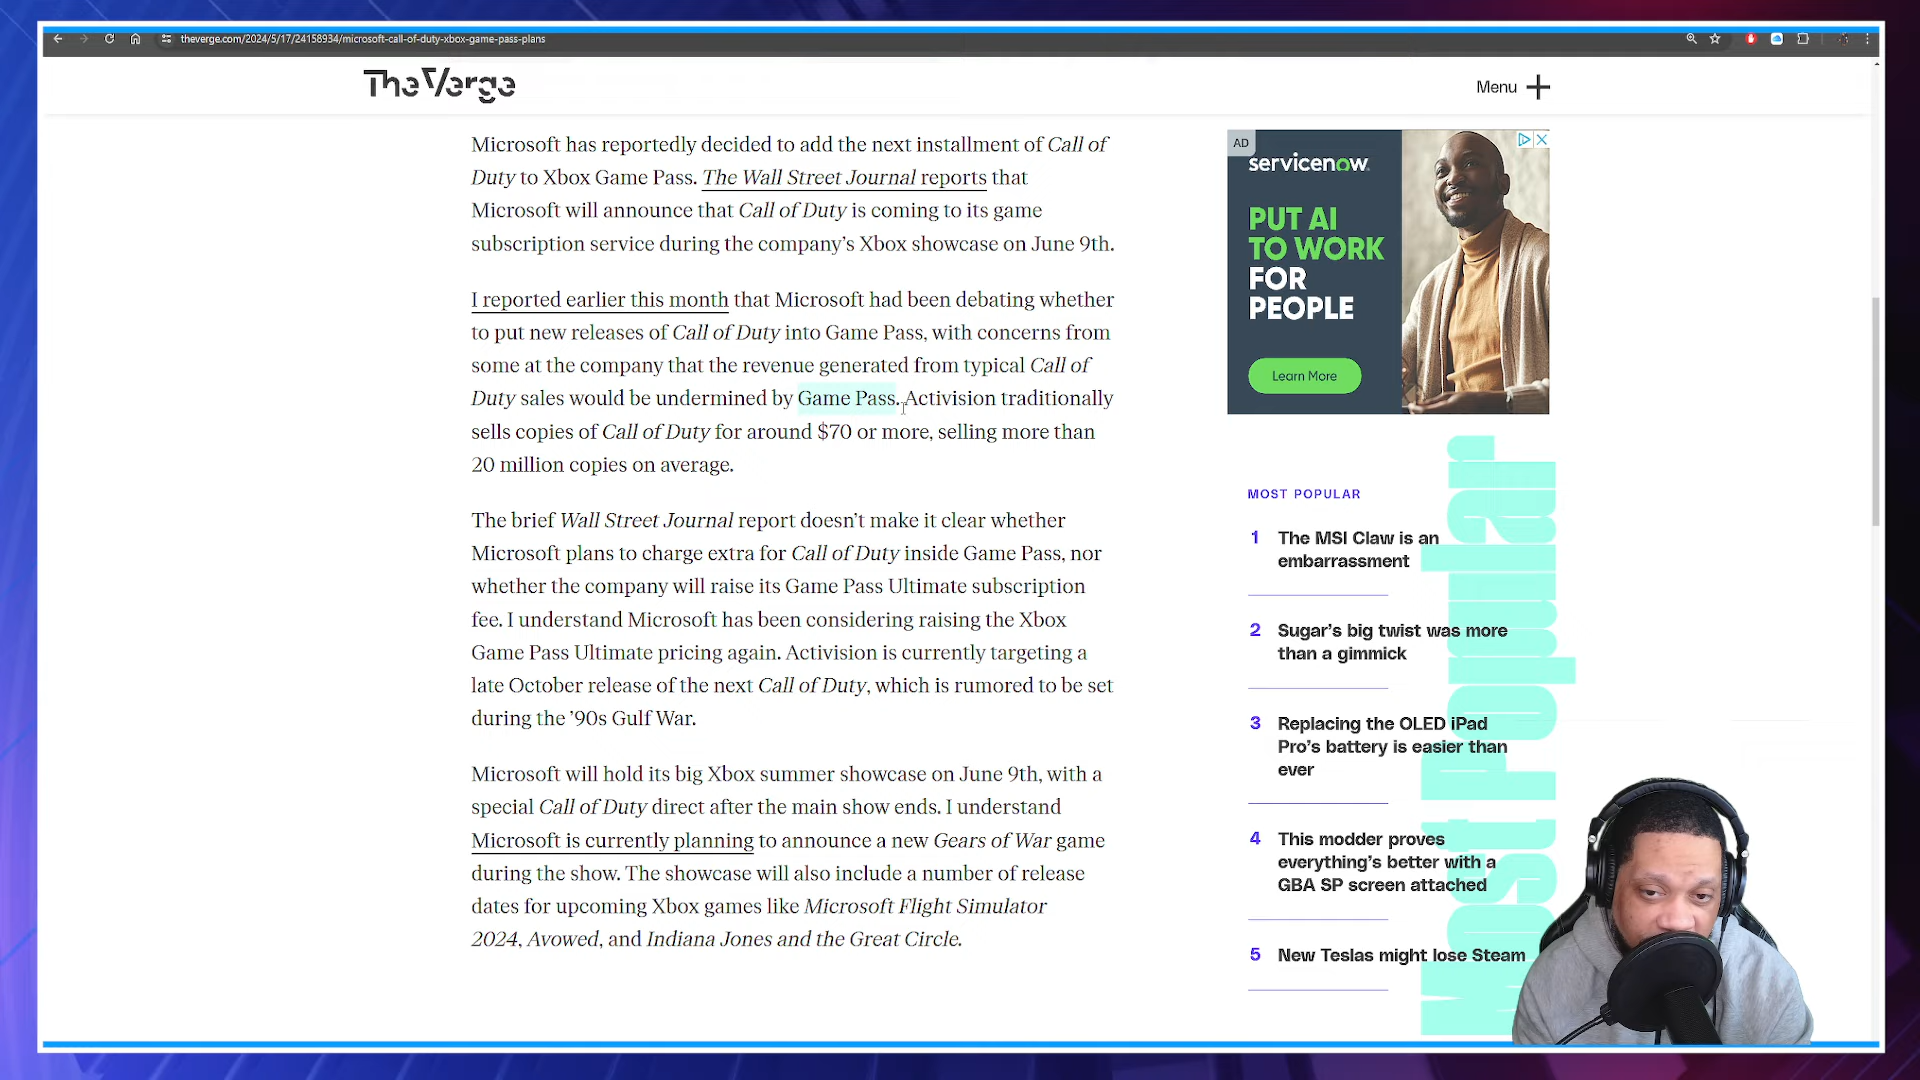 theverge.com/2024/5/17/24158934/microsoft-call-of-duty-xbox-game-pass-plans
The Verge
Menu
Microsoft has reportedly decided to add the next installment of Call of
Duty to Xbox Game Pass. The Wall Street Journal reports that
Microsoft will announce that Call of Duty is coming to its game
subscription service during the company's Xbox showcase on June 9th.
I reported earlier this month that Microsoft had been debating whether
to put new releases of Call of Duty into Game Pass, with concerns from
some at the company that the revenue generated from typical Call of
Duty sales would be undermined by Game Pass. Activision traditionally
sells copies of Call of Duty for around $70 or more, selling more than
20 million copies on average.
The brief Wall Street Journal report doesn't make it clear whether
Microsoft plans to charge extra for Call of Duty inside Game Pass, nor
whether the company will raise its Game Pass Ultimate subscription
fee. I understand Microsoft has been considering raising the Xbox
Game Pass Ultimate pricing again. Activision is currently targeting a
late October release of the next Call of Duty, which is rumored to be set
during the '90s Gulf War.
Microsoft will hold its big Xbox summer showcase on June 9th, with a
special Call of Duty direct after the main show ends. I understand
Microsoft is currently planning to announce a new Gears of War game
during the show. The showcase will also include a number of release
dates for upcoming Xbox games like Microsoft Flight Simulator
2024, Avowed, and Indiana Jones and the Great Circle.
AD
servicenow.
PUT AI
TO WORK
FOR
PEOPLE
Learn More
MOST POPULAR
1 The MSI Claw is an
embarrassment
2 Sugar's big twist was more
than a gimmick
3 Replacing the OLED iPad
Pro's battery is easier than
ever
4 This modder proves
everything's better with a
GBA SP screen attached
5 New Teslas might lose Steam
Most Popular